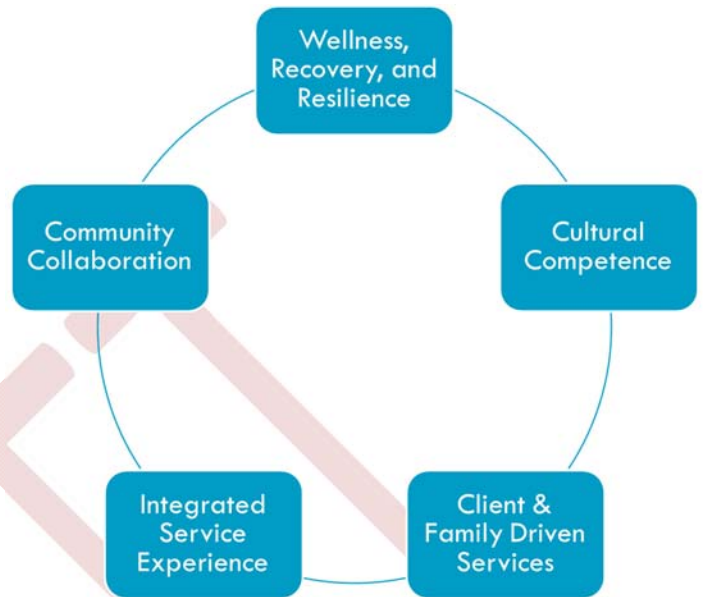 Wellness,
Recovery, and
Resilience
Cultural
Competence
Client &
Family Driven
Services
Integrated
Service
Experience
Community
Collaboration